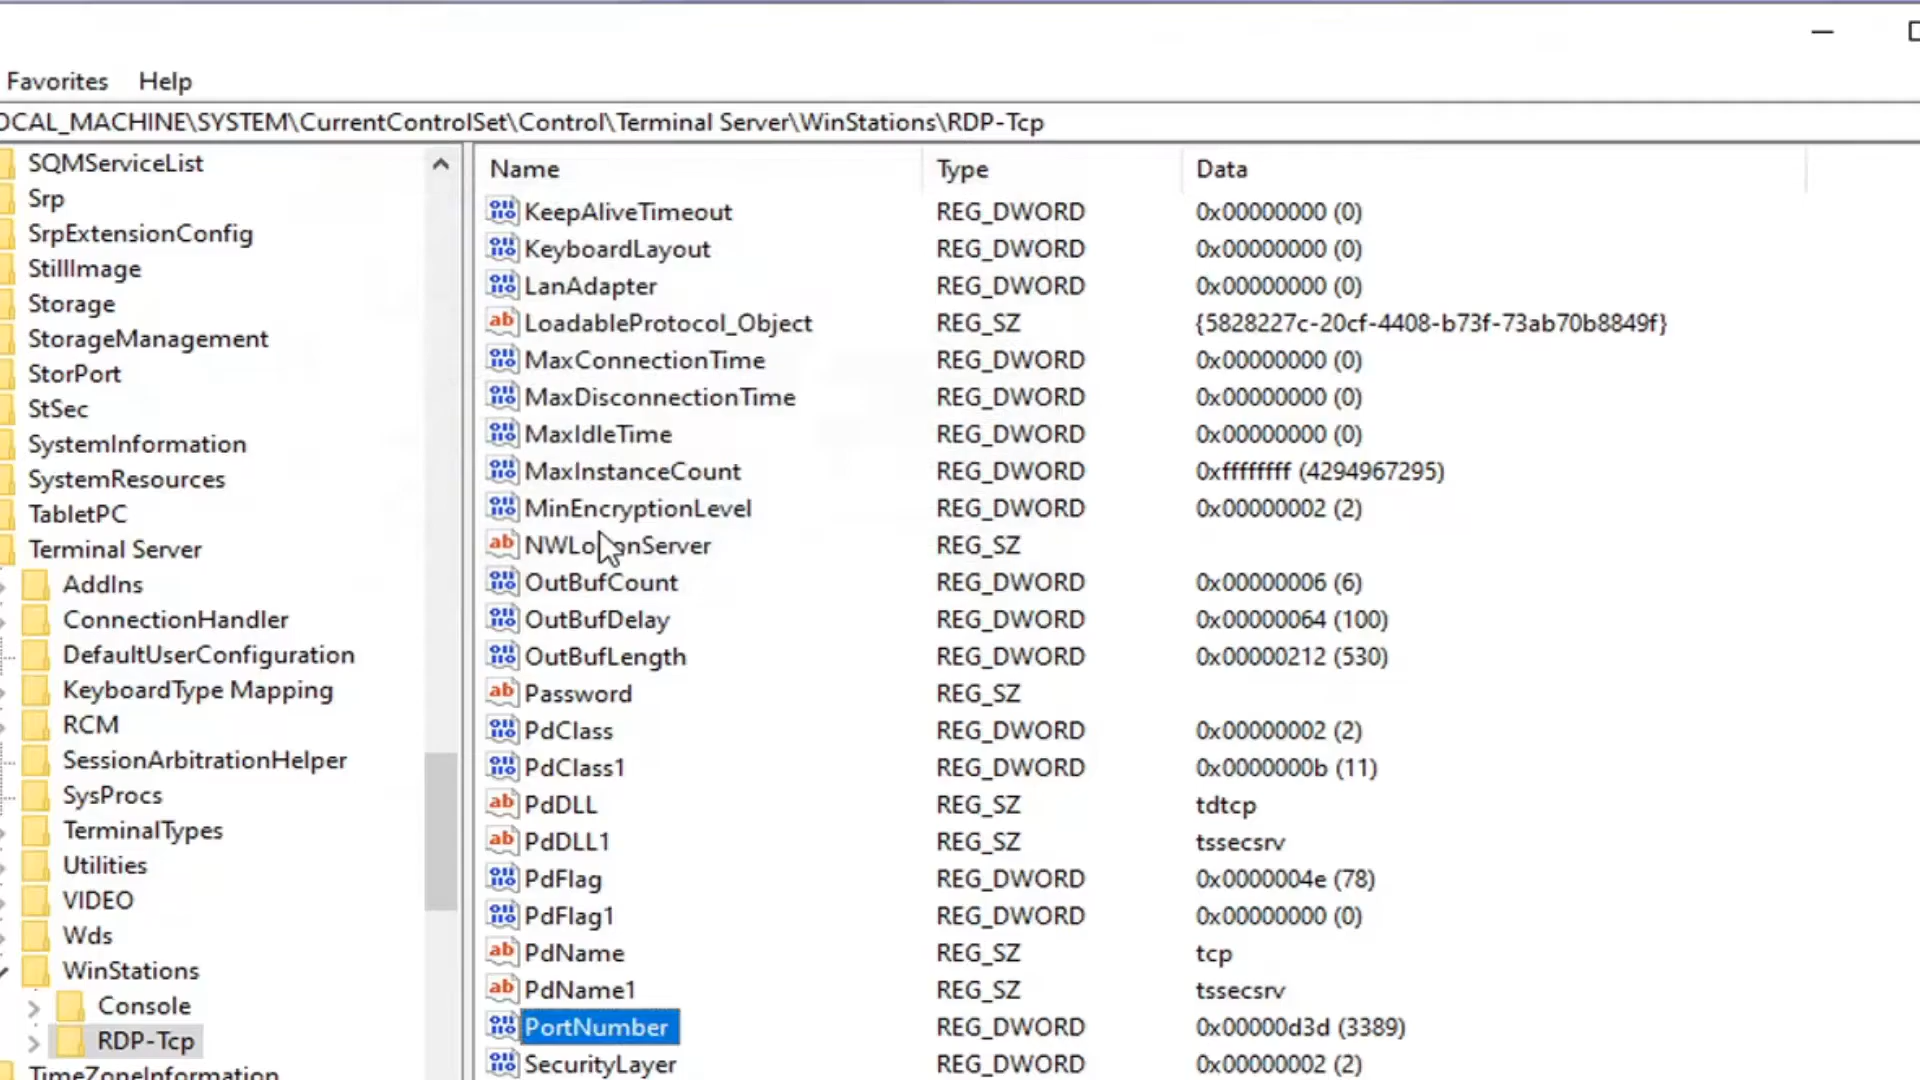 Favorites Help
OCAL_MACHINE\SYSTEM\CurrentControlSet\Control\Terminal Server\WinStations\RDP-Tcp
SQMServiceList
Srp
SrpExtensionConfig
StillImage
Storage
StorageManagement
StorPort
StSec
SystemInformation
SystemResources
TabletPC
Terminal Server
AddIns
ConnectionHandler
DefaultUserConfiguration
KeyboardType Mapping
RCM
SessionArbitrationHelper
SysProcs
TerminalTypes
Utilities
VIDEO
Wds
WinStations
Console
RDP-Tcp
TimeZoneInformation
Name Type Data
KeepAliveTimeout REG_DWORD 0x00000000 (0)
KeyboardLayout REG_DWORD 0x00000000 (0)
LanAdapter REG_DWORD 0x00000000 (0)
LoadableProtocol_Object REG_SZ {5828227c-20cf-4408-b73f-73ab70b8849f}
MaxConnectionTime REG_DWORD 0x00000000 (0)
MaxDisconnectionTime REG_DWORD 0x00000000 (0)
MaxIdleTime REG_DWORD 0x00000000 (0)
MaxInstanceCount REG_DWORD 0xffffffff (4294967295)
MinEncryptionLevel REG_DWORD 0x00000002 (2)
NWLogonServer REG_SZ
OutBufCount REG_DWORD 0x00000006 (6)
OutBufDelay REG_DWORD 0x00000064 (100)
OutBufLength REG_DWORD 0x00000212 (530)
Password REG_SZ
PdClass REG_DWORD 0x00000002 (2)
PdClass1 REG_DWORD 0x0000000b (11)
PdDLL REG_SZ tdtcp
PdDLL1 REG_SZ tssecsrv
PdFlag REG_DWORD 0x0000004e (78)
PdFlag1 REG_DWORD 0x00000000 (0)
PdName REG_SZ tcp
PdName1 REG_SZ tssecsrv
PortNumber REG_DWORD 0x00000d3d (3389)
SecurityLayer REG_DWORD 0x00000002 (2)